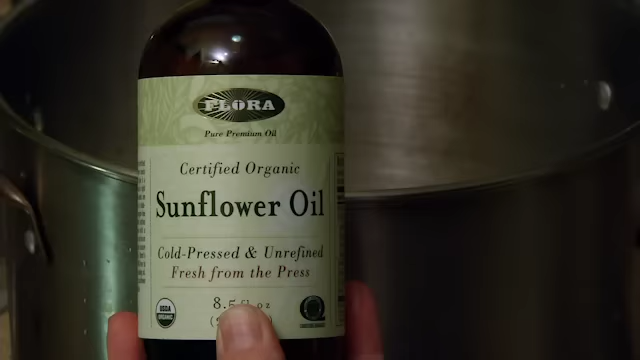 FLORA
Pure Premium Oil
Certified Organic
Sunflower Oil
Cold-Pressed & Unrefined
Fresh from the Press
8.5 fl oz
USDA
ORGANIC